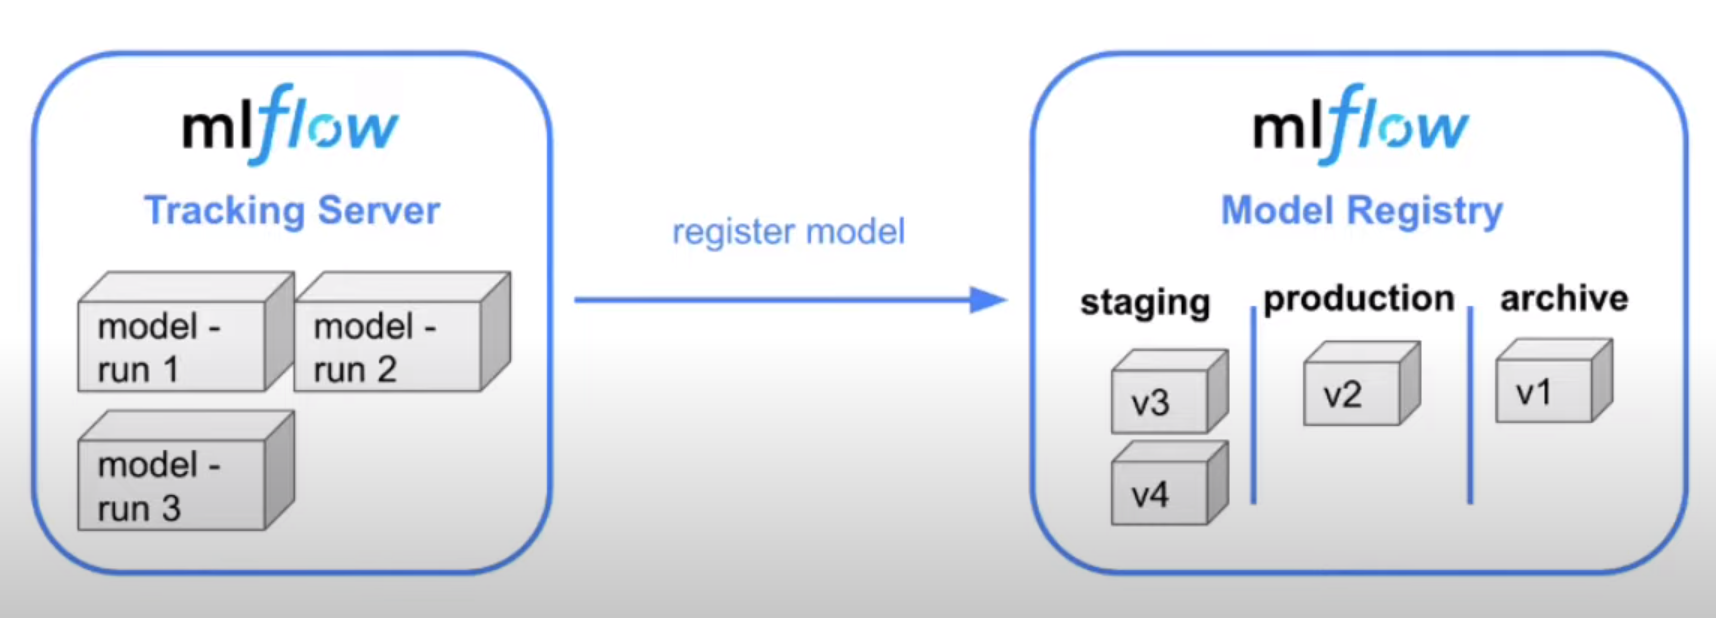 mlflow
Tracking Server
model -
run 1
model -
run 2
model -
run 3
register model
mlflow
Model Registry
staging
production
archive
v3
v4
v2
v1